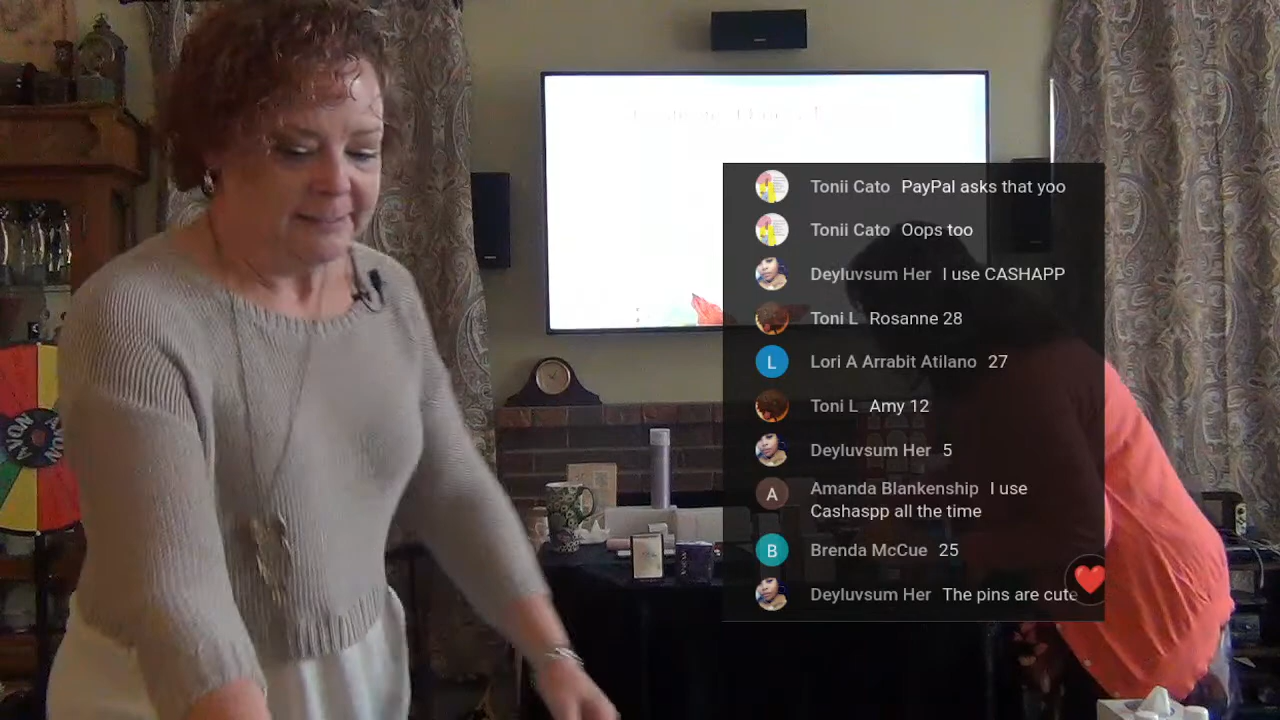 Tonii Cato PayPal asks that yoo
Tonii Cato Oops too
Deyluvsum Her I use CASHAPP
Toni L Rosanne 28
L Lori A Arrabit Atilano 27
Toni L Amy 12
Deyluvsum Her 5
A Amanda Blankenship I use
Cashaspp all the time
B Brenda McCue 25
Deyluvsum Her The pins are cute